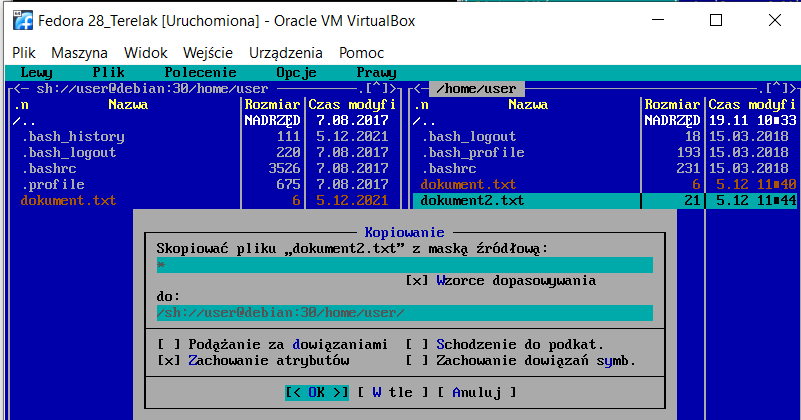 Fedora 28_Terelak [Uruchomiona] - Oracle VM VirtualBox
Plik Maszyna Widok Wejście Urządzenia Pomoc
Lewy Plik Polecenie Opcje Prawy
<─ sh://user@debian:30/home/user .[^]> <─ /home/user .[^]>
.n Nazwa Rozmiar Czas modyfi .n Nazwa Rozmiar Czas modyfi
/.. NADRZĘD 7.08.2017 /.. NADRZĘD 19.11 10■33
.bash_history 111 5.12.2021 .bash_logout 18 15.03.2018
.bash_logout 220 7.08.2017 .bash_profile 193 15.03.2018
.bashrc 3526 7.08.2017 .bashrc 231 15.03.2018
.profile 675 7.08.2017 dokument.txt 6 5.12 11■40
dokument.txt 6 5.12.2021 dokument2.txt 21 5.12 11■44
Kopiowanie
Skopiować pliku „dokument2.txt” z maską źródłową:
*
[x] Wzorce dopasowywania
do:
/sh://user@debian:30/home/user/
[ ] Podążanie za dowiązaniami [ ] Schodzenie do podkat.
[x] Zachowanie atrybutów [ ] Zachowanie dowiązań symb.
[< OK >] [ W tle ] [ Anuluj ]